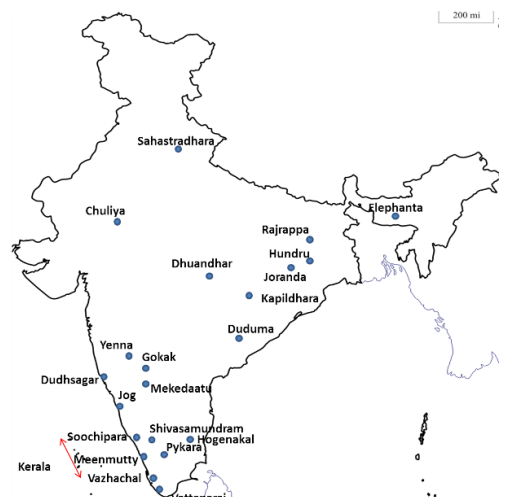 200 mi
Sahastradhara
Elephanta
Chuliya
Rajrappa
Hundru
Dhuandhar
Joranda
Kapildhara
Duduma
Yenna
Gokak
Dudhsagar
Mekedaatu
Jog
Shivasamundram
Soochipara
Hogenakal
Pykara
Meenmutty
Kerala
Vazhachal